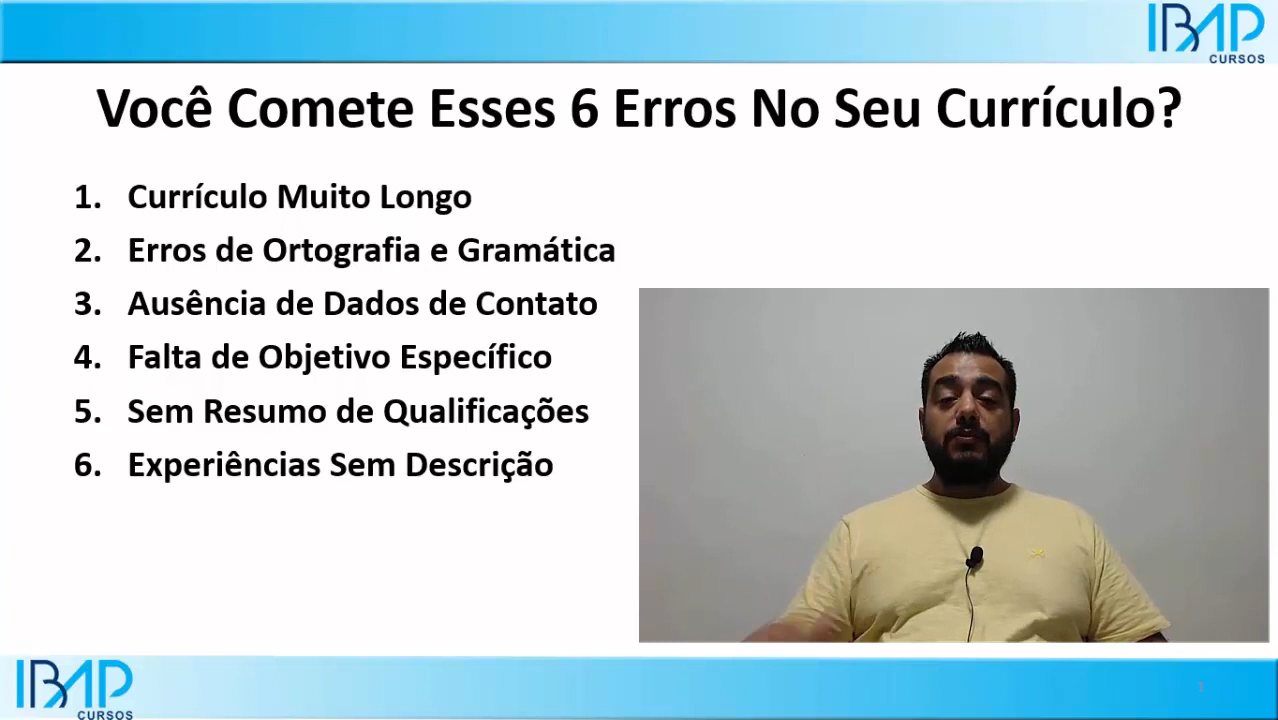 IBAP
CURSOS
Você Comete Esses 6 Erros No Seu Currículo?
1. Currículo Muito Longo
2. Erros de Ortografia e Gramática
3. Ausência de Dados de Contato
4. Falta de Objetivo Específico
5. Sem Resumo de Qualificações
6. Experiências Sem Descrição
IBAP
CURSOS
1